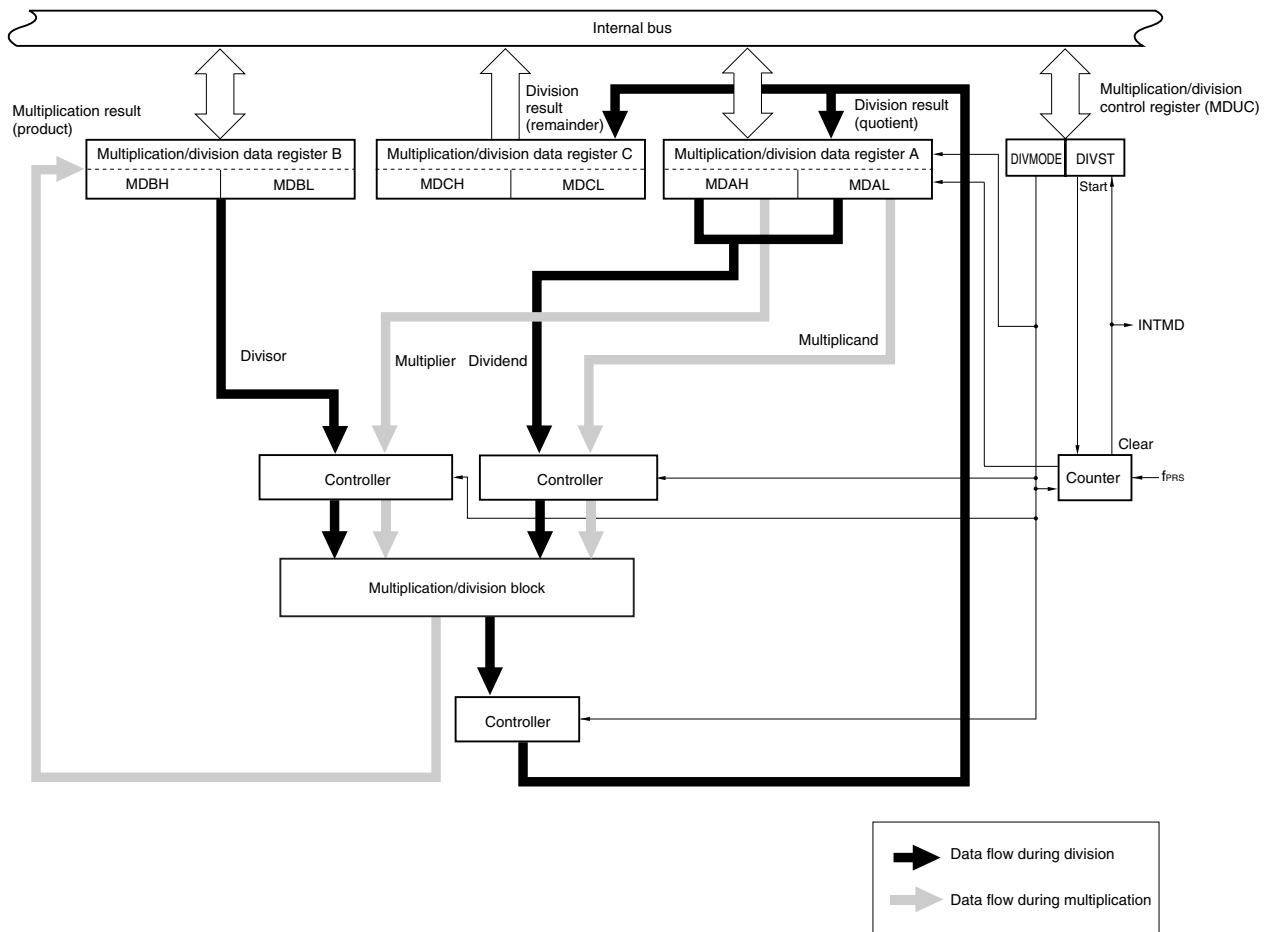 Internal bus
Multiplication result
(product)
Division
result
(remainder)
Division result
(quotient)
Multiplication/division
control register (MDUC)
Multiplication/division data register B
MDBH
MDBL
Multiplication/division data register C
MDCH
MDCL
Multiplication/division data register A
MDAH
MDAL
DIVMODE
DIVST
Start
INTMD
Divisor
Multiplier
Dividend
Multiplicand
Clear
Controller
Controller
Counter
fPRS
Multiplication/division block
Controller
Data flow during division
Data flow during multiplication